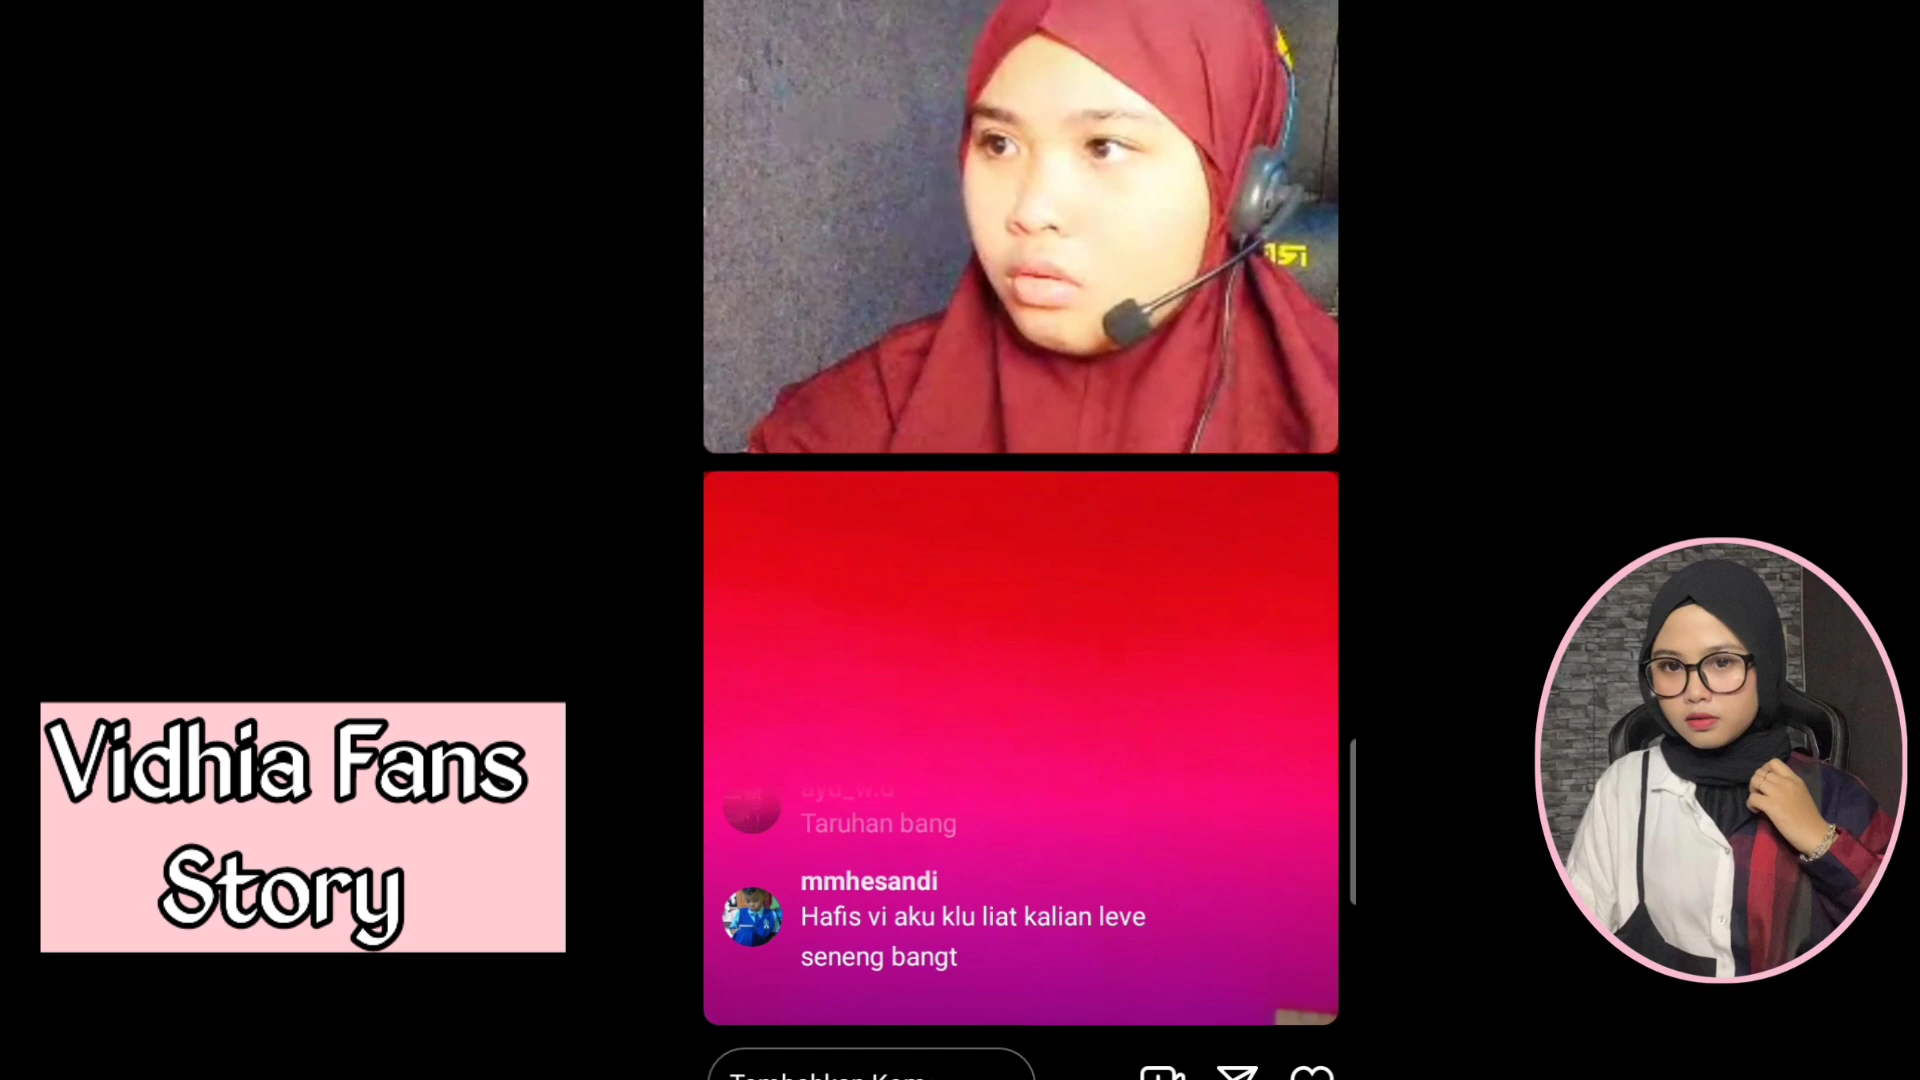 Vidhia Fans
Story
Taruhan bang
mmhesandi
Hafis vi aku klu liat kalian leve
seneng bangt